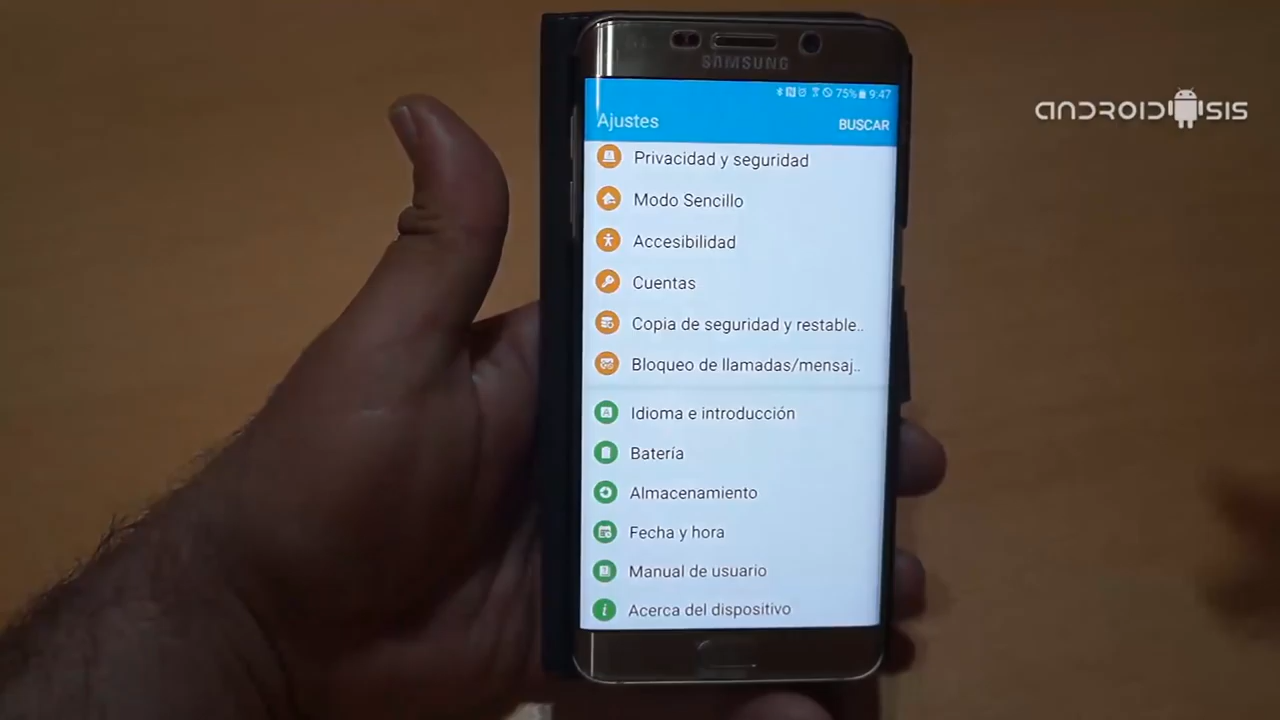 SAMSUNG
75% 9:47
Ajustes
BUSCAR
ANDROIDSIS
Privacidad y seguridad
Modo Sencillo
Accesibilidad
Cuentas
Copia de seguridad y restable..
Bloqueo de llamadas/mensaj..
Idioma e introducción
Batería
Almacenamiento
Fecha y hora
Manual de usuario
Acerca del dispositivo